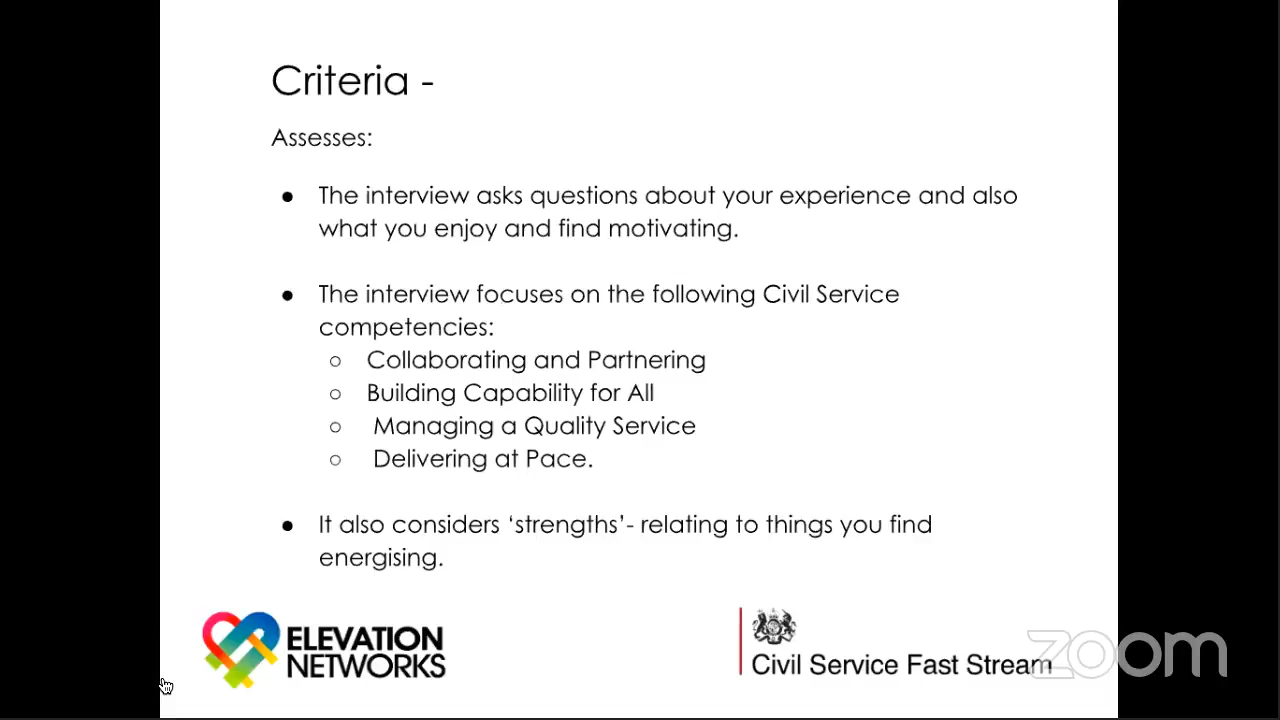 Criteria -
Assesses:
● The interview asks questions about your experience and also
what you enjoy and find motivating.
● The interview focuses on the following Civil Service
competencies:
○ Collaborating and Partnering
○ Building Capability for All
○ Managing a Quality Service
○ Delivering at Pace.
● It also considers ‘strengths’- relating to things you find
energising.
ELEVATION
NETWORKS
Civil Service Fast Stream
zoom